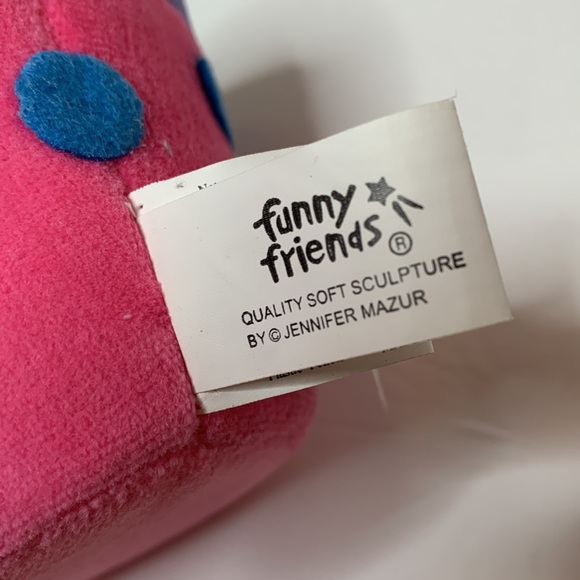 funny
friends®
QUALITY SOFT SCULPTURE
BY © JENNIFER MAZUR